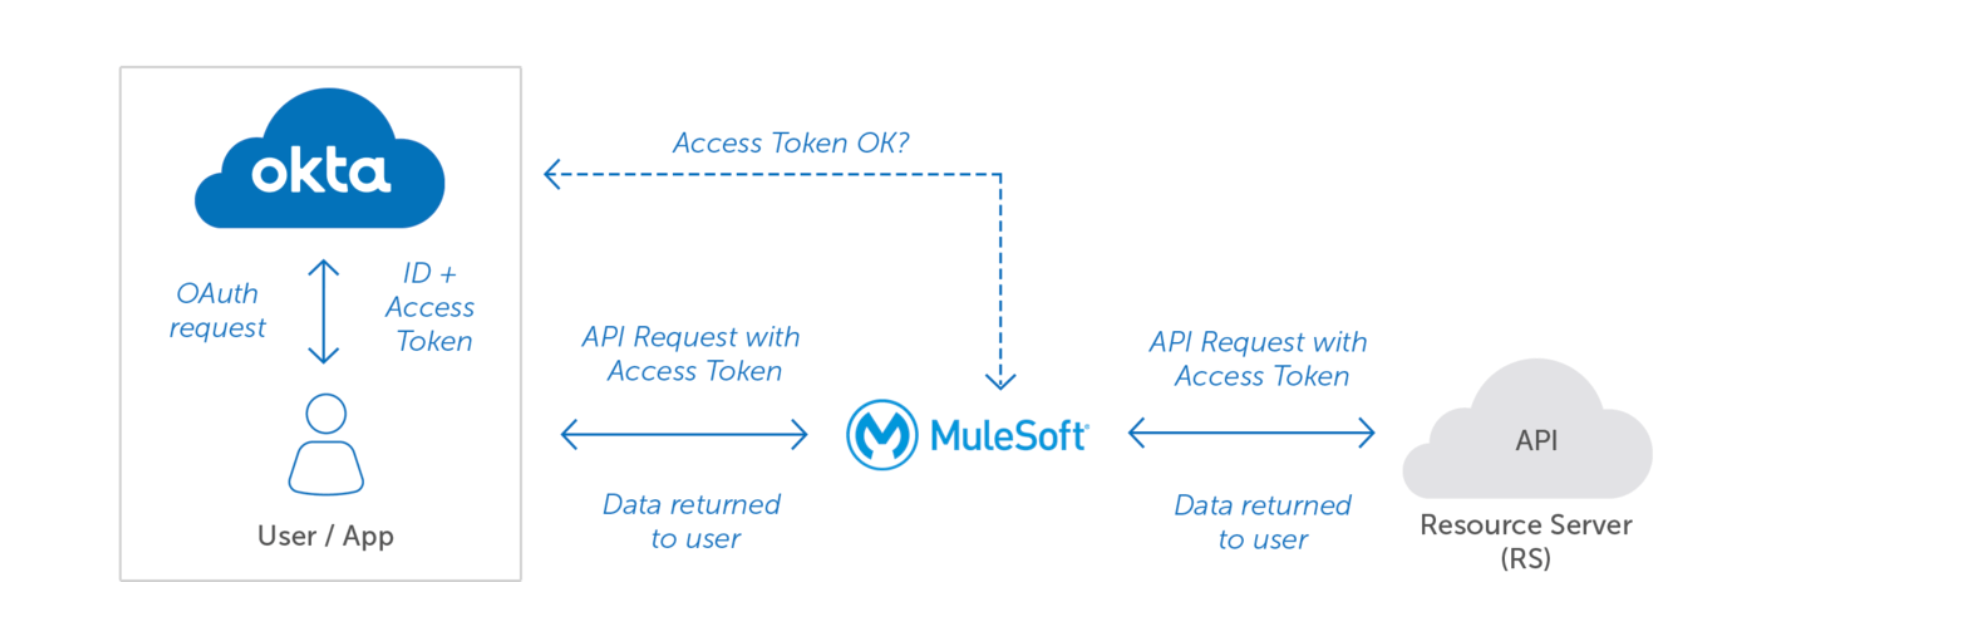 okta
OAuth
request
ID +
Access
Token
User / App
Access Token OK?
API Request with
Access Token
Data returned
to user
MuleSoft
API Request with
Access Token
Data returned
to user
API
Resource Server
(RS)